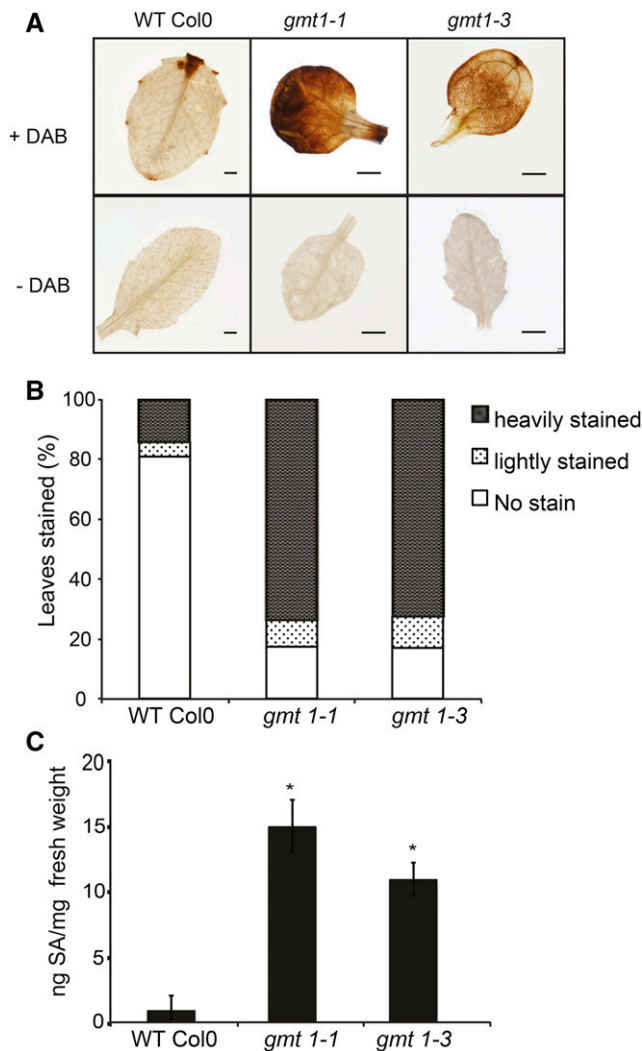 A
WT Col0 gmt1-1 gmt1-3
+ DAB
- DAB
B
Leaves stained (%)
100
80
60
40
20
0
heavily stained
lightly stained
No stain
WT Col0 gmt 1-1 gmt 1-3
C
ng SA/mg fresh weight
20
15
10
5
0
* *
WT Col0 gmt 1-1 gmt 1-3